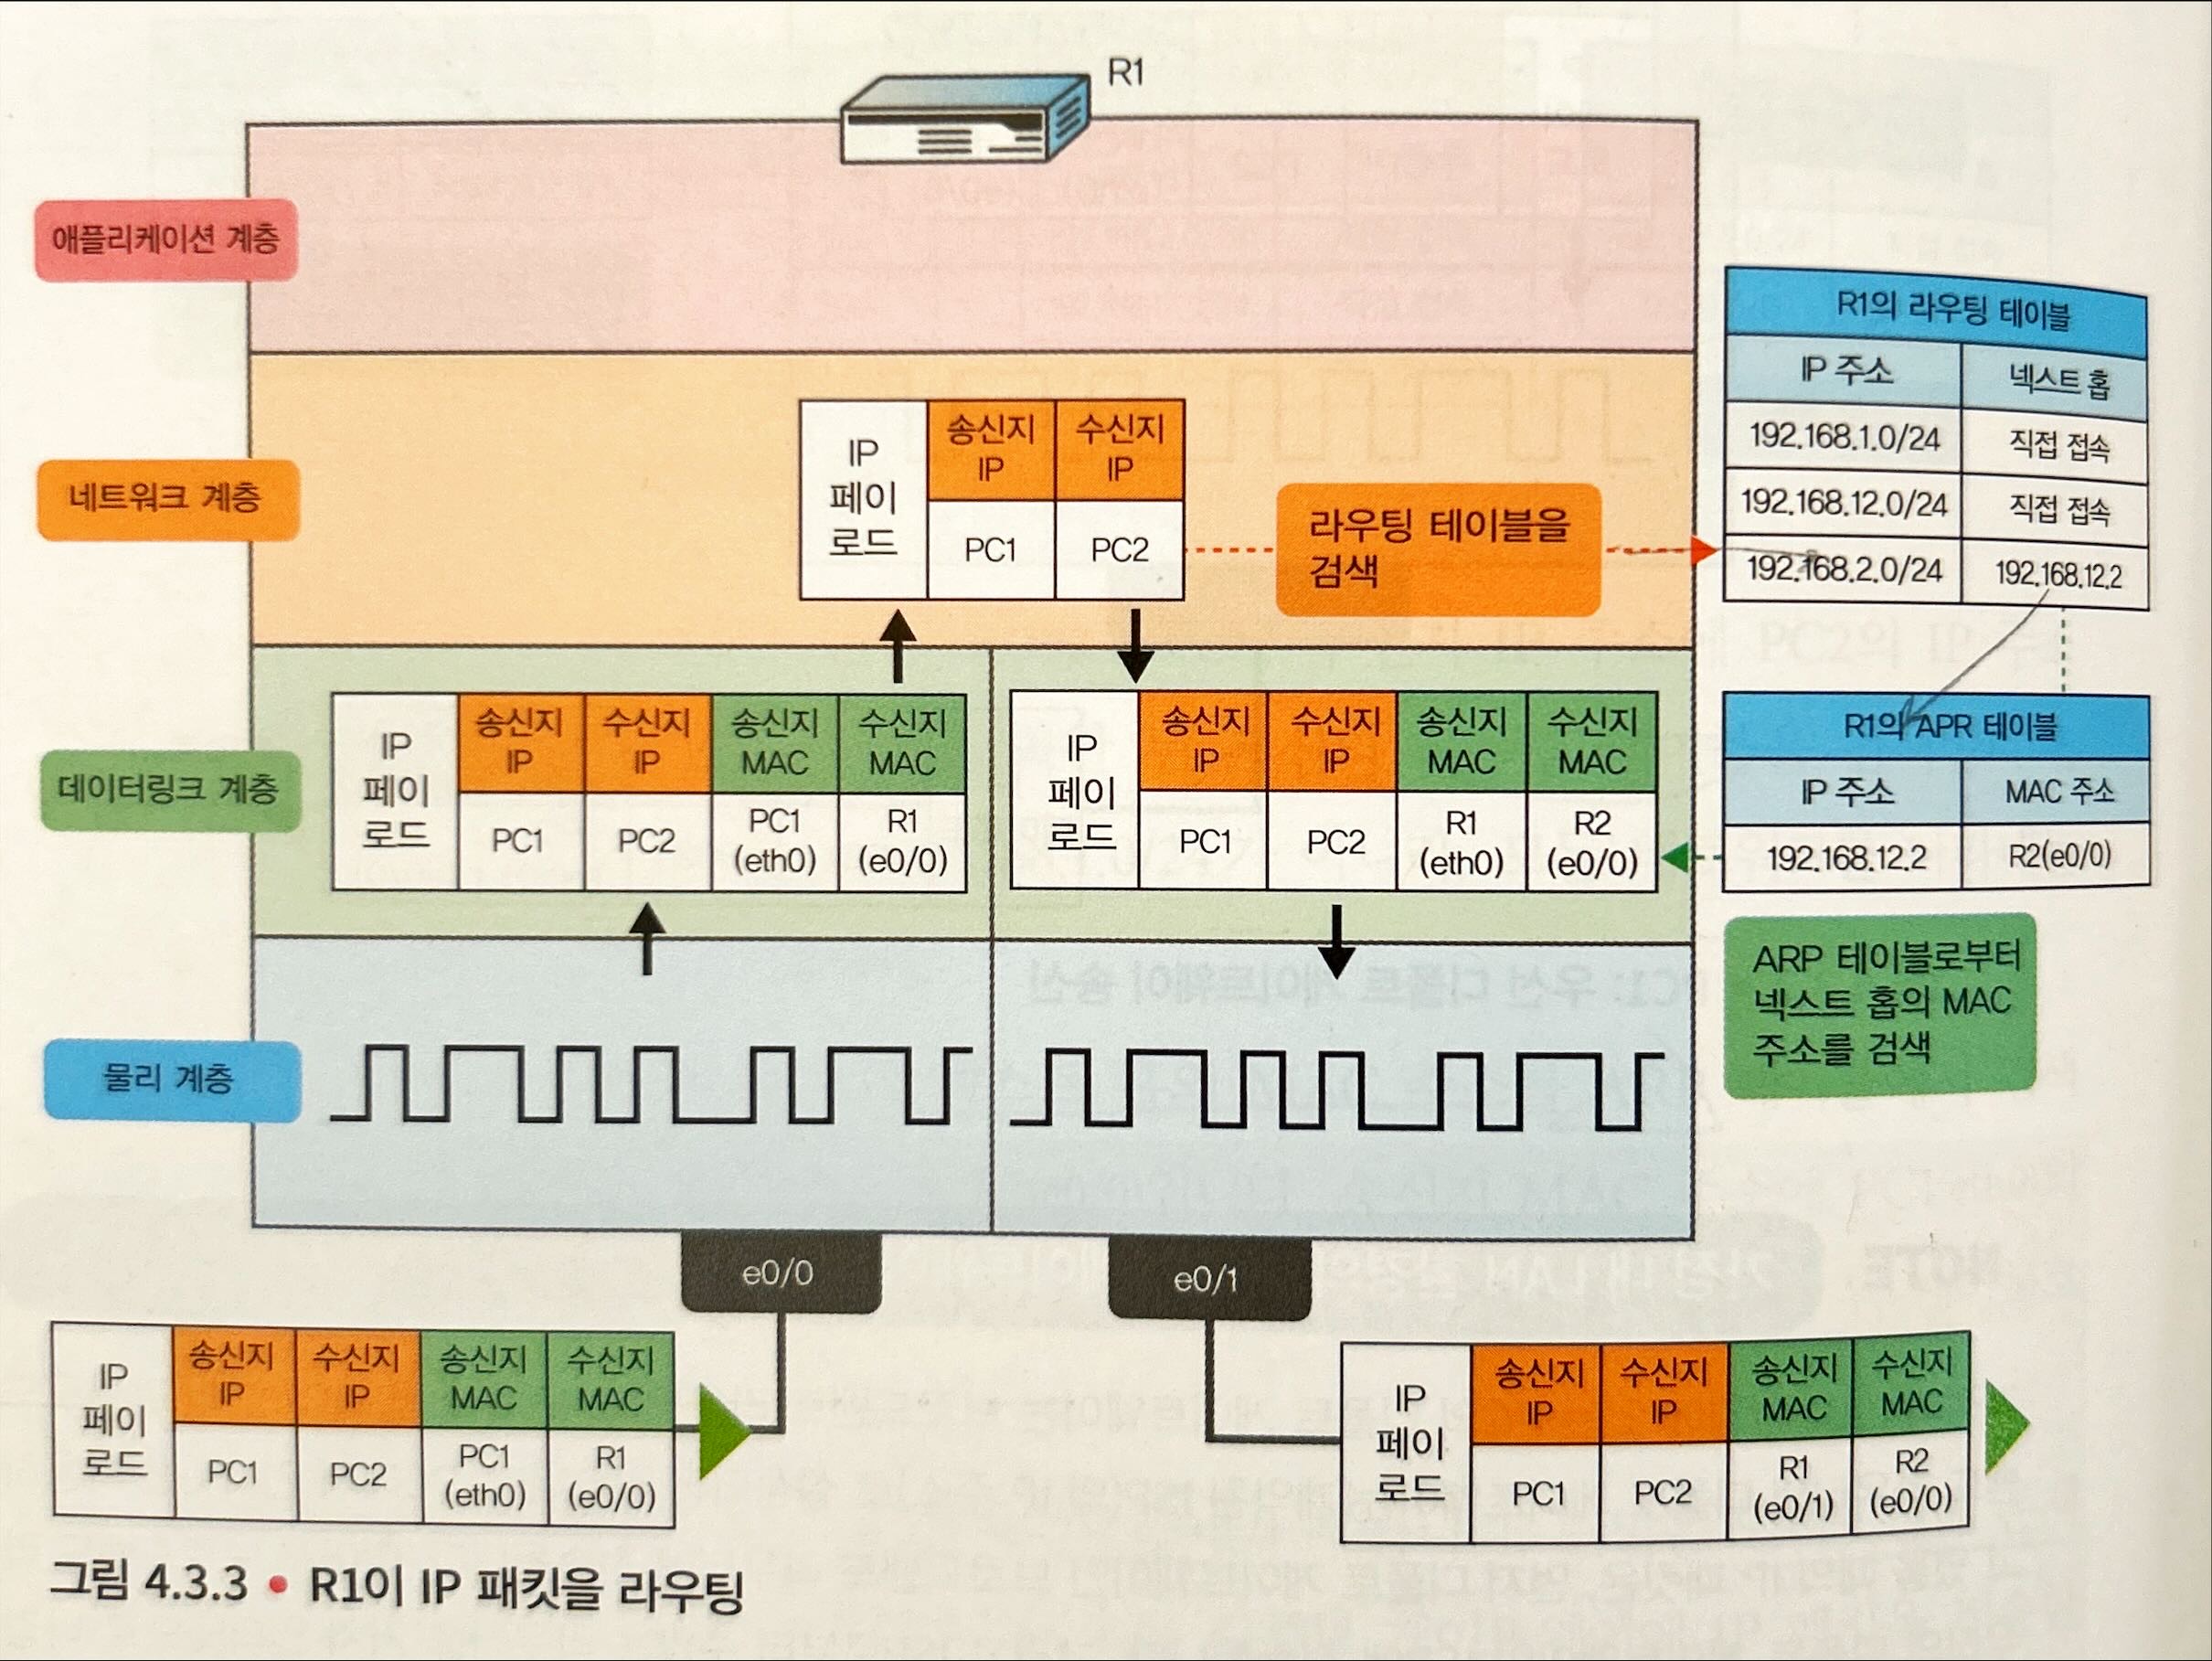 R1
애플리케이션 계층
네트워크 계층
IP
페이
로드
송신지
IP
수신지
IP
PC1
PC2
라우팅 테이블을
검색
R1의 라우팅 테이블
IP 주소
넥스트 홉
192.168.1.0/24
직접 접속
192.168.12.0/24
직접 접속
192.168.2.0/24
192.168.12.2
데이터링크 계층
IP
페이
로드
송신지
IP
수신지
IP
송신지
MAC
수신지
MAC
PC1
PC2
PC1
(eth0)
R1
(e0/0)
IP
페이
로드
송신지
IP
수신지
IP
송신지
MAC
수신지
MAC
PC1
PC2
R1
(eth0)
R2
(e0/0)
R1의 APR 테이블
IP 주소
MAC 주소
192.168.12.2
R2(e0/0)
ARP 테이블로부터
넥스트 홉의 MAC
주소를 검색
물리 계층
e0/0
e0/1
IP
페이
로드
송신지
IP
수신지
IP
송신지
MAC
수신지
MAC
PC1
PC2
PC1
(eth0)
R1
(e0/0)
IP
페이
로드
송신지
IP
수신지
IP
송신지
MAC
수신지
MAC
PC1
PC2
R1
(e0/1)
R2
(e0/0)
그림 4.3.3 • R1이 IP 패킷을 라우팅